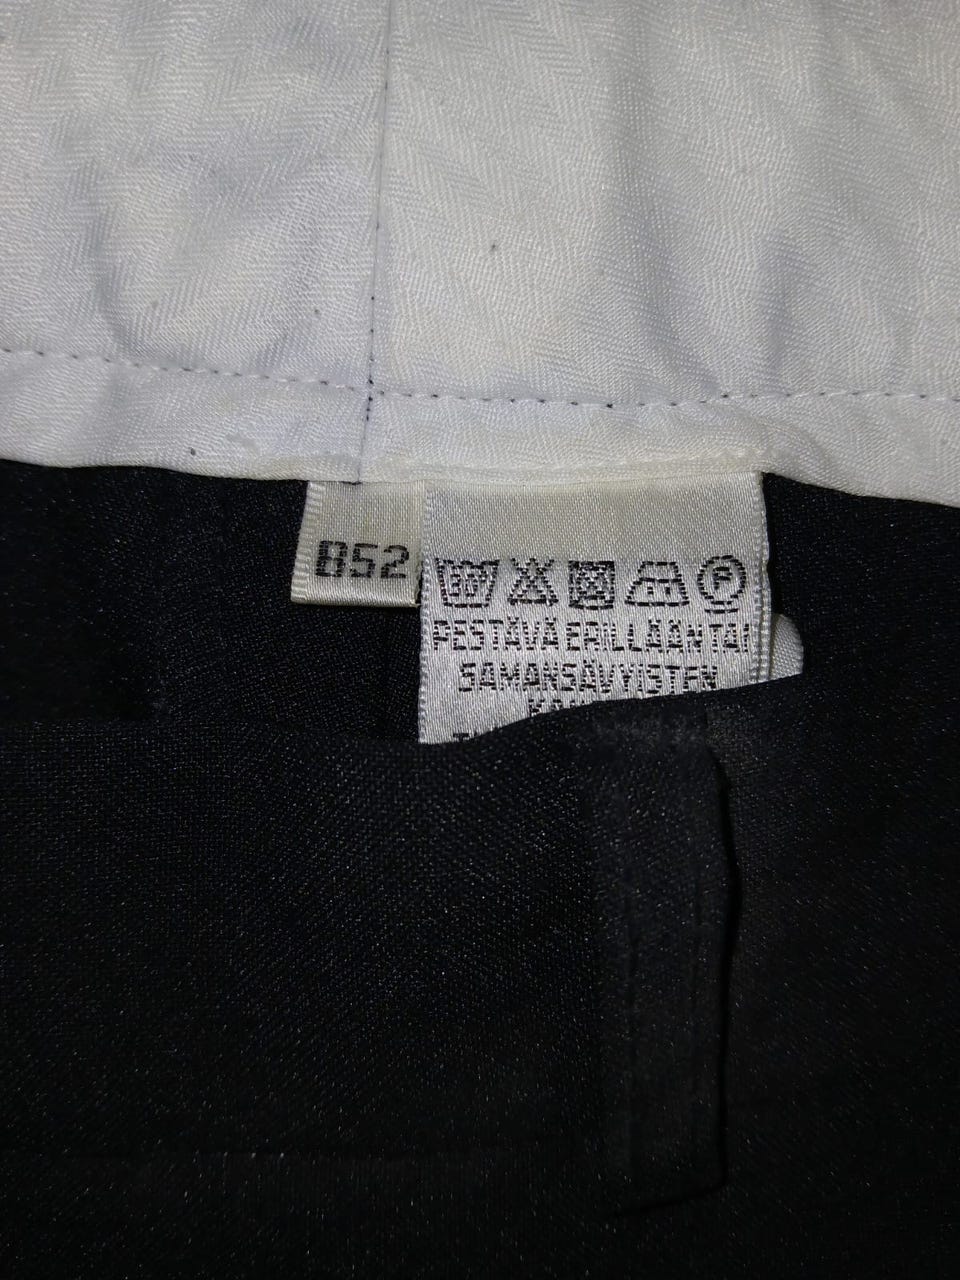 B52
P
PESTÄVÄ ERILLÄÄN TAI
SAMANSÄVYISTEN